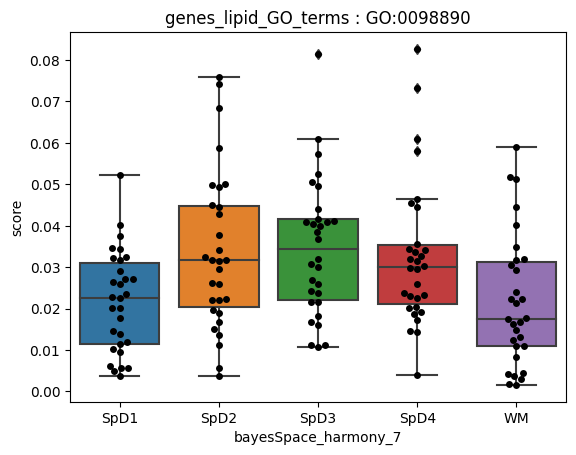 genes_lipid_GO_terms : GO:0098890
0.08
0.07
0.06
0.05
0.04
0.03
0.02
0.01
0.00
score
SpD1 SpD2 SpD3 SpD4 WM
bayesSpace_harmony_7